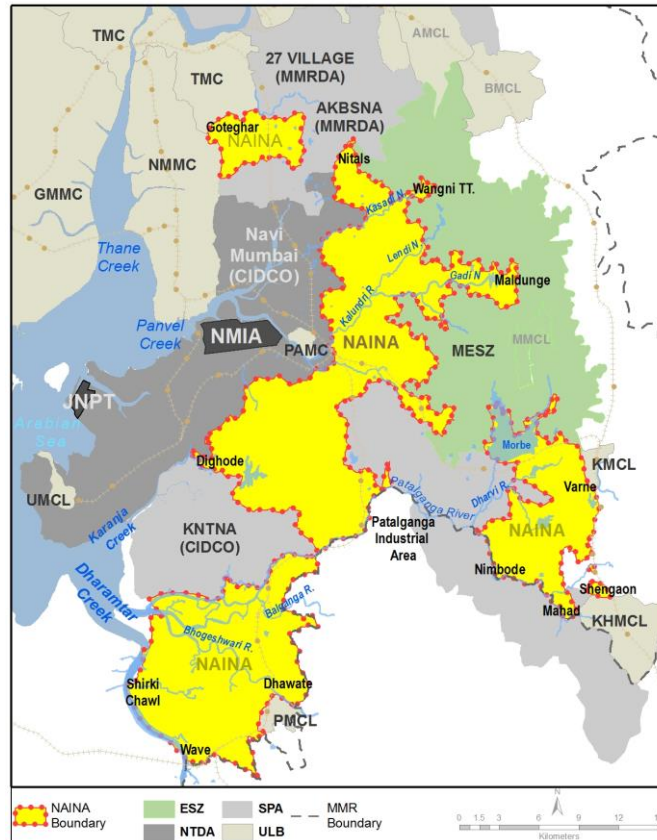 TMC
27 VILLAGE
(MMRDA)
AMCL
TMC
BMCL
AKBSNA
(MMRDA)
Goteghar
NAINA
Nitals
NMMC
GMMC
Wangni TT.
Kasadi N.
Navi
Mumbai
(CIDCO)
Lendi N.
Thane
Creek
Gadi N
Maldunge
Kalundri R.
Panvel
Creek
NMIA
PAMC
NAINA
MESZ
MMCL
JNPT
Arabian
Sea
Morbe
Dighode
KMCL
UMCL
Varne
Karanja
Creek
Patalganga River
Dharvi R.
KNTNA
(CIDCO)
Patalganga
Industrial
Area
NAINA
Nimbode
Dharamtar
Creek
Balganga R.
Shengaon
Mahad
KHMCL
Bhogeshwari R.
NAINA
Shirki
Chawl
Dhawate
PMCL
Wave
NAINA
Boundary
ESZ
SPA
MMR
Boundary
NTDA
ULB
N
0 1.5 3 6 9 12
Kilometers